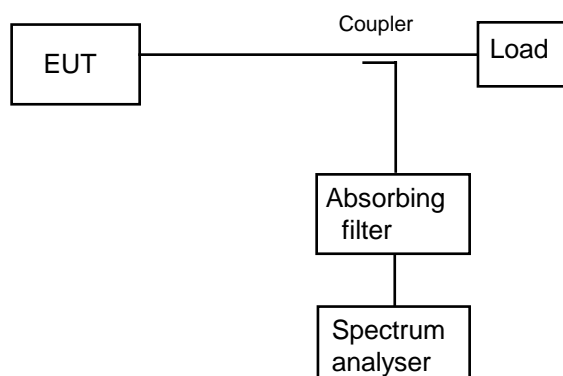 Coupler
EUT
Load
Absorbing
filter
Spectrum
analyser